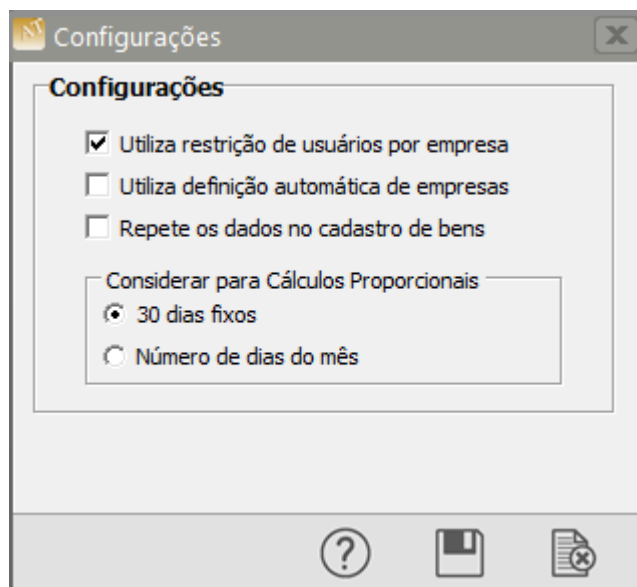 Configurações
Configurações
Utiliza restrição de usuários por empresa
Utiliza definição automática de empresas
Repete os dados no cadastro de bens
Considerar para Cálculos Proporcionais
30 dias fixos
Número de dias do mês
?